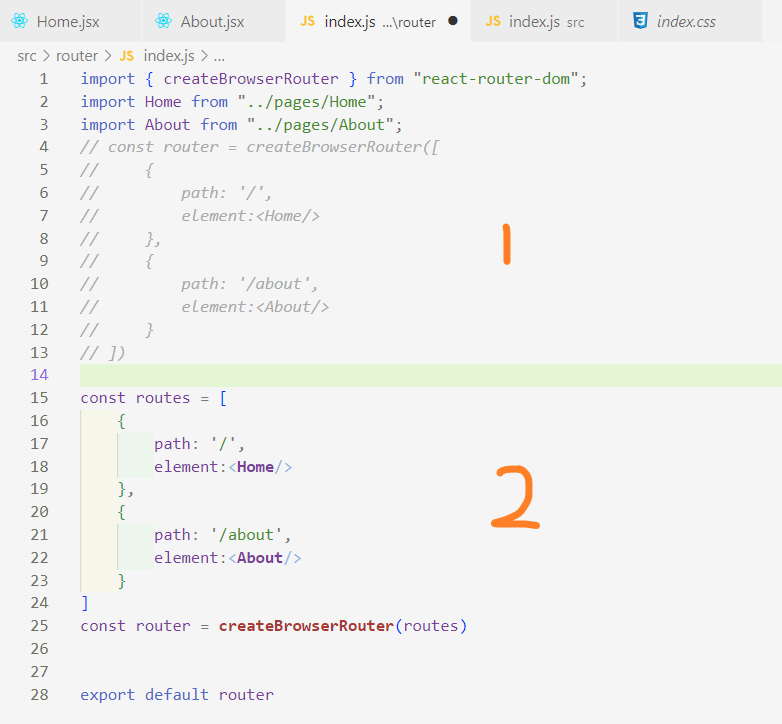 Home.jsx About.jsx JS index.js ...\router JS index.js src index.css
src > router > JS index.js > ...
1 import { createBrowserRouter } from "react-router-dom";
2 import Home from "../pages/Home";
3 import About from "../pages/About";
4 // const router = createBrowserRouter([
5 //     {
6 //         path: '/',
7 //         element:<Home/>
8 //     },
9 //     {
10 //         path: '/about',
11 //         element:<About/>
12 //     }
13 // ])
1
14
15 const routes = [
16     {
17         path: '/',
18         element:<Home/>
19     },
20     {
21         path: '/about',
22         element:<About/>
23     }
2
24 ]
25 const router = createBrowserRouter(routes)
26
27
28 export default router